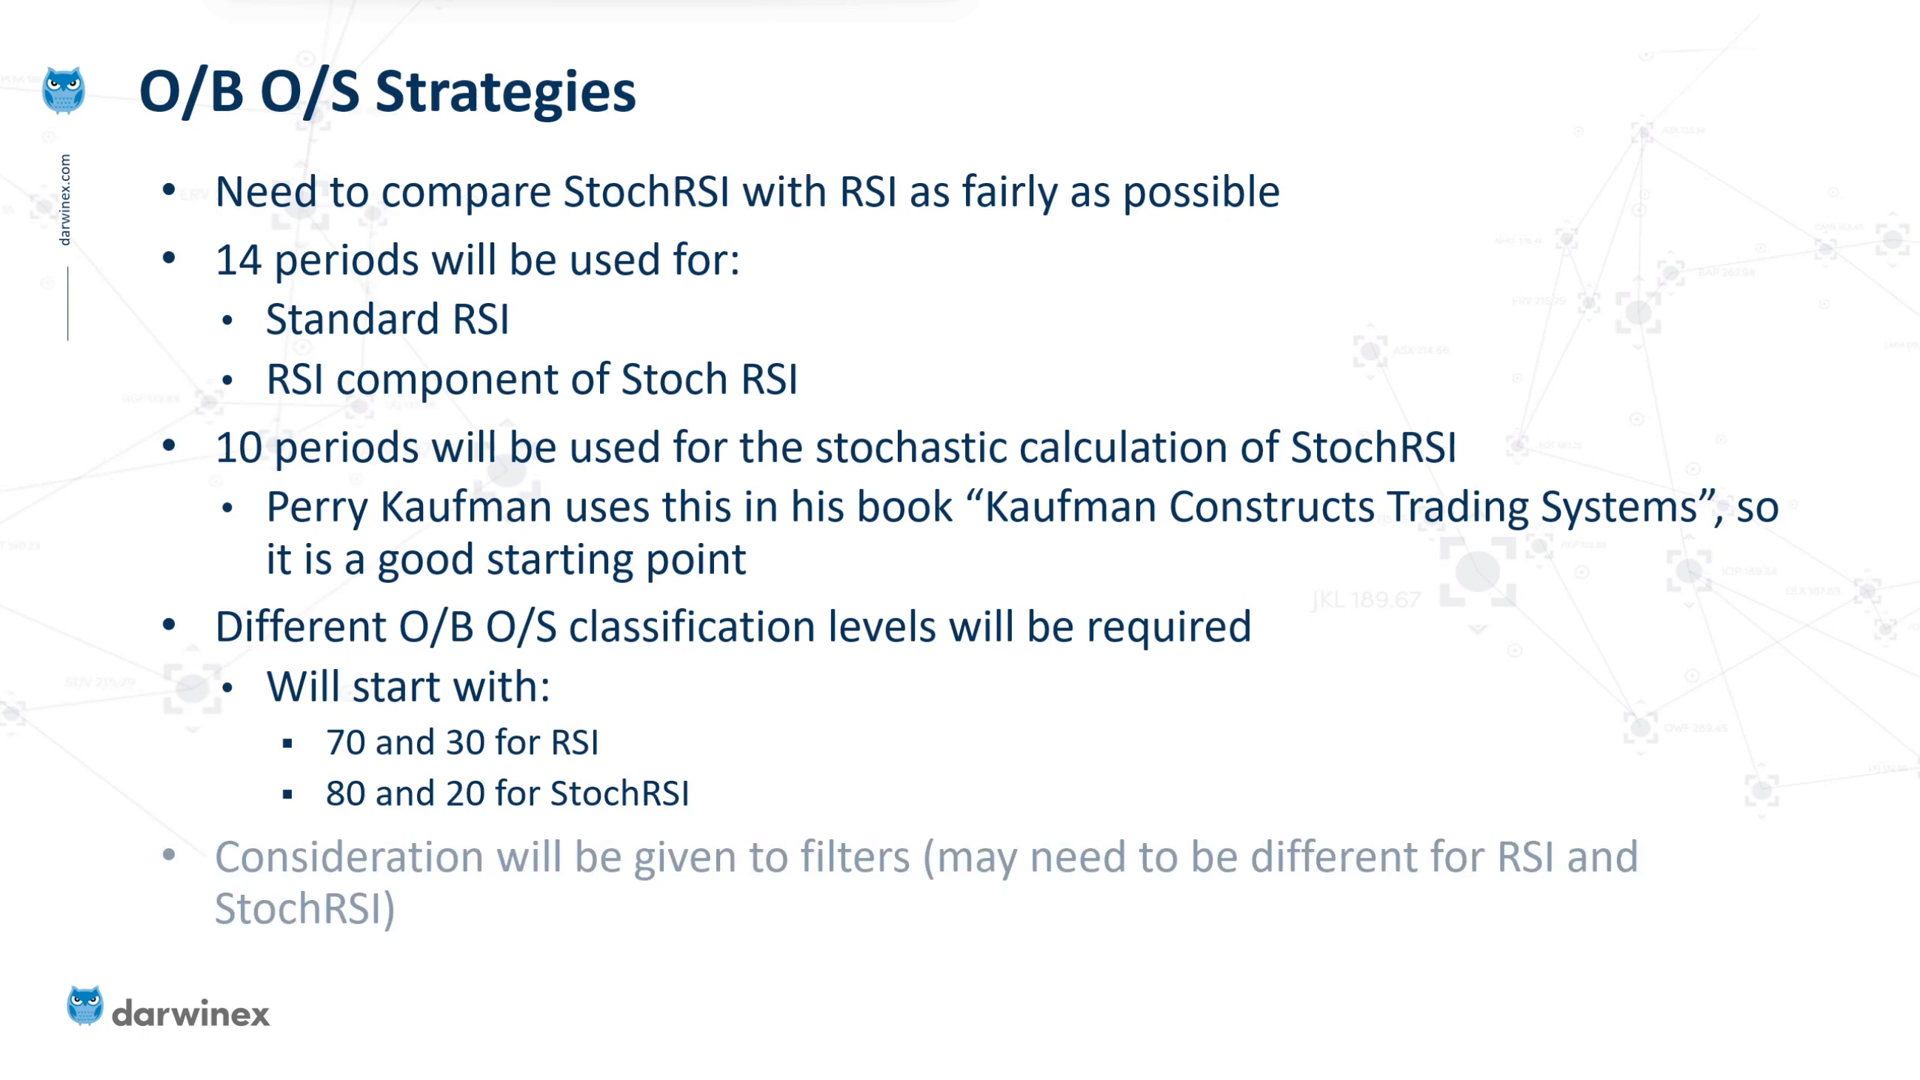 O/B O/S Strategies
darwinex.com
• Need to compare StochRSI with RSI as fairly as possible
• 14 periods will be used for:
• Standard RSI
• RSI component of Stoch RSI
• 10 periods will be used for the stochastic calculation of StochRSI
• Perry Kaufman uses this in his book “Kaufman Constructs Trading Systems”, so
it is a good starting point
• Different O/B O/S classification levels will be required
• Will start with:
▪ 70 and 30 for RSI
▪ 80 and 20 for StochRSI
• Consideration will be given to filters (may need to be different for RSI and
StochRSI)
JKL 189.67
darwinex